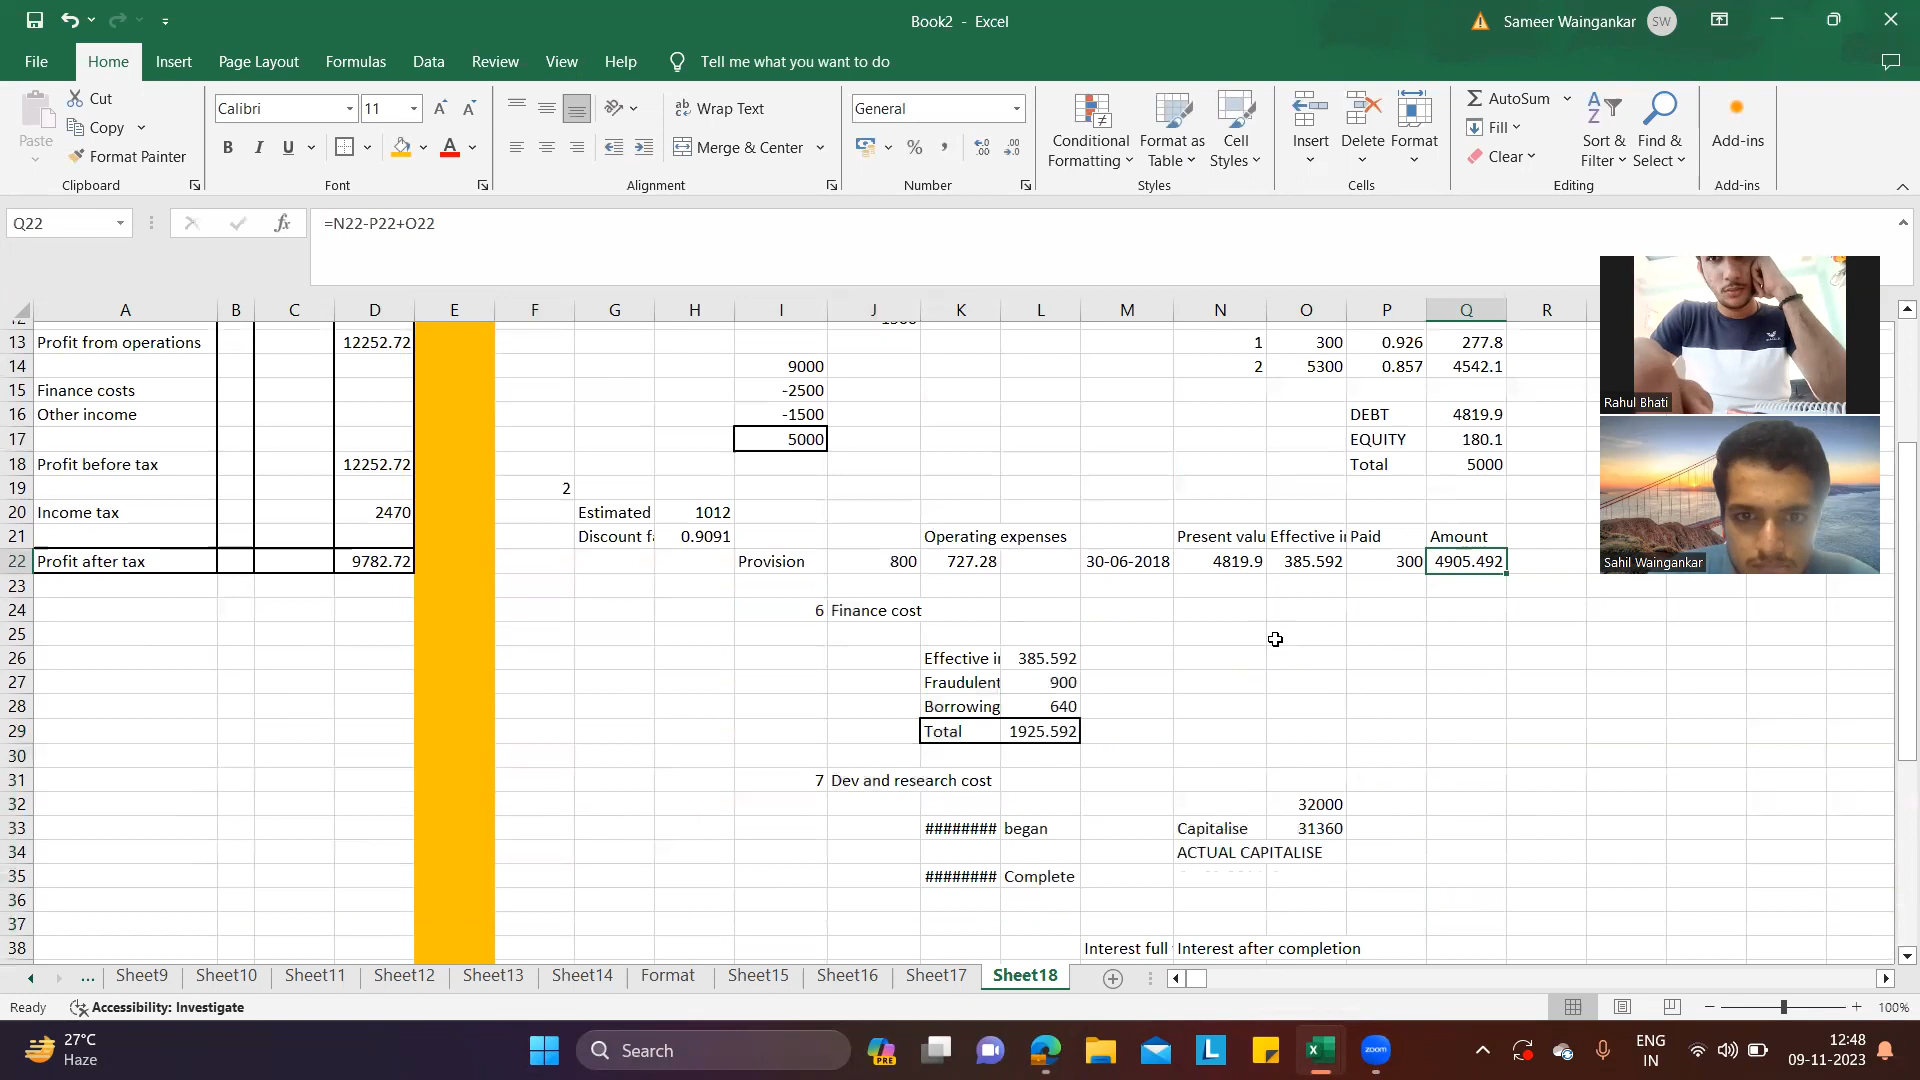 Book2 - Excel
Sameer Waingankar
SW
File Home Insert Page Layout Formulas Data Review View Help Tell me what you want to do
Paste
Cut
Copy
Format Painter
Clipboard
Calibri 11
B I U
Font
Wrap Text
Merge & Center
Alignment
General
Number
Conditional Formatting
Format as Table
Cell Styles
Styles
Insert
Delete
Format
Cells
AutoSum
Fill
Clear
Sort & Filter
Find & Select
Editing
Add-ins
Add-ins
Q22 fx =N22-P22+O22
A B C D E F G H I J K L M N O P Q R
13 Profit from operations 12252.72 1 300 0.926 277.8
14 9000 2 5300 0.857 4542.1
15 Finance costs -2500
16 Other income -1500 DEBT 4819.9
17 5000 EQUITY 180.1
18 Profit before tax 12252.72 Total 5000
19 2
20 Income tax 2470 Estimated 1012
21 Discount f 0.9091 Operating expenses Present valu Effective i Paid Amount
22 Profit after tax 9782.72 Provision 800 727.28 30-06-2018 4819.9 385.592 300 4905.492
23
24 6 Finance cost
25
26 Effective i 385.592
27 Fraudulent 900
28 Borrowing 640
29 Total 1925.592
30
31 7 Dev and research cost
32 32000
33 ######## began Capitalise 31360
34 ACTUAL CAPITALISE
35 ######## Complete
36
37
38 Interest full Interest after completion
Rahul Bhati
Sahil Waingankar
... Sheet9 Sheet10 Sheet11 Sheet12 Sheet13 Sheet14 Format Sheet15 Sheet16 Sheet17 Sheet18
Ready Accessibility: Investigate 100%
27°C
Haze
Search
PRE
L
zoom
ENG
IN
12:48
09-11-2023